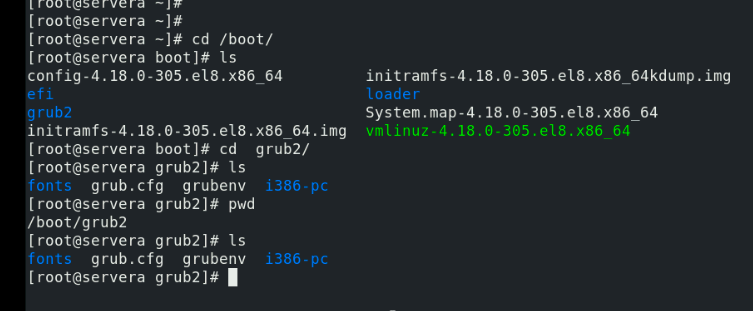 [root@servera ~]#
[root@servera ~]#
[root@servera ~]# cd /boot/
[root@servera boot]# ls
config-4.18.0-305.el8.x86_64 initramfs-4.18.0-305.el8.x86_64kdump.img
efi loader
grub2 System.map-4.18.0-305.el8.x86_64
initramfs-4.18.0-305.el8.x86_64.img vmlinuz-4.18.0-305.el8.x86_64
[root@servera boot]# cd  grub2/
[root@servera grub2]# ls
fonts  grub.cfg  grubenv  i386-pc
[root@servera grub2]# pwd
/boot/grub2
[root@servera grub2]# ls
fonts  grub.cfg  grubenv  i386-pc
[root@servera grub2]#